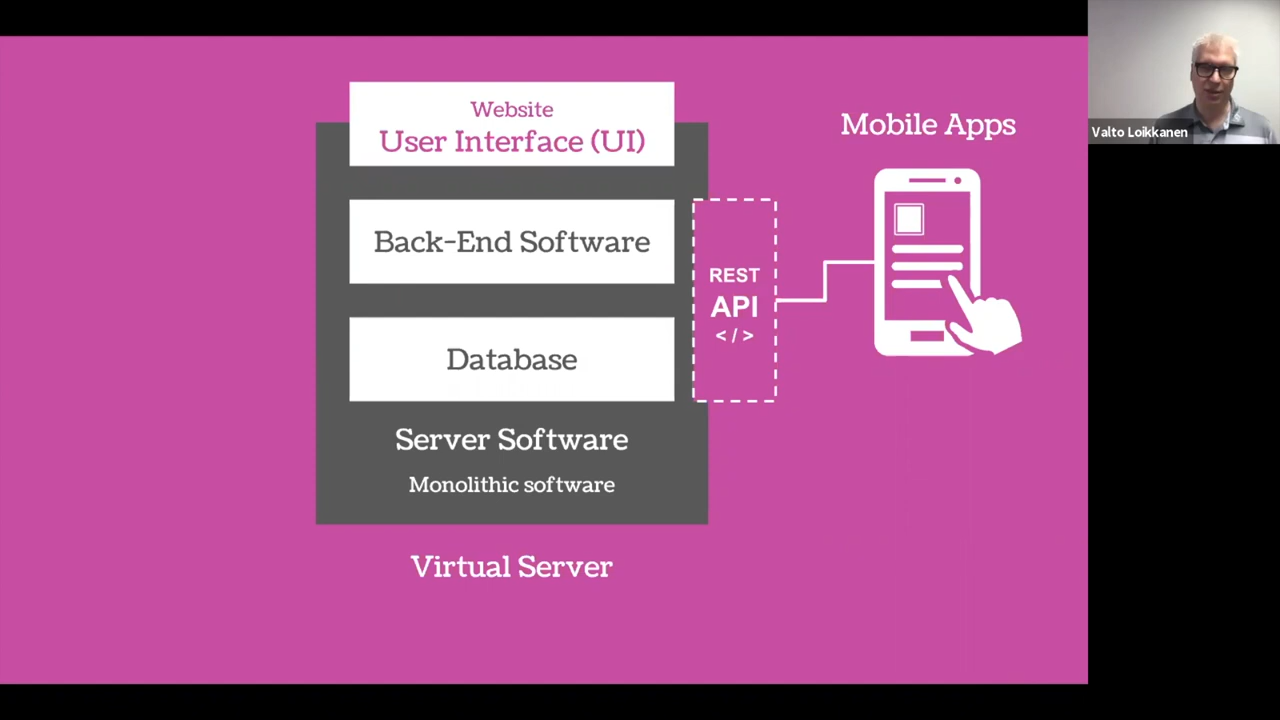 Website
User Interface (UI)
Back-End Software
Database
Server Software
Monolithic software
Virtual Server
REST
API
< / >
Mobile Apps
Valto Loikkanen